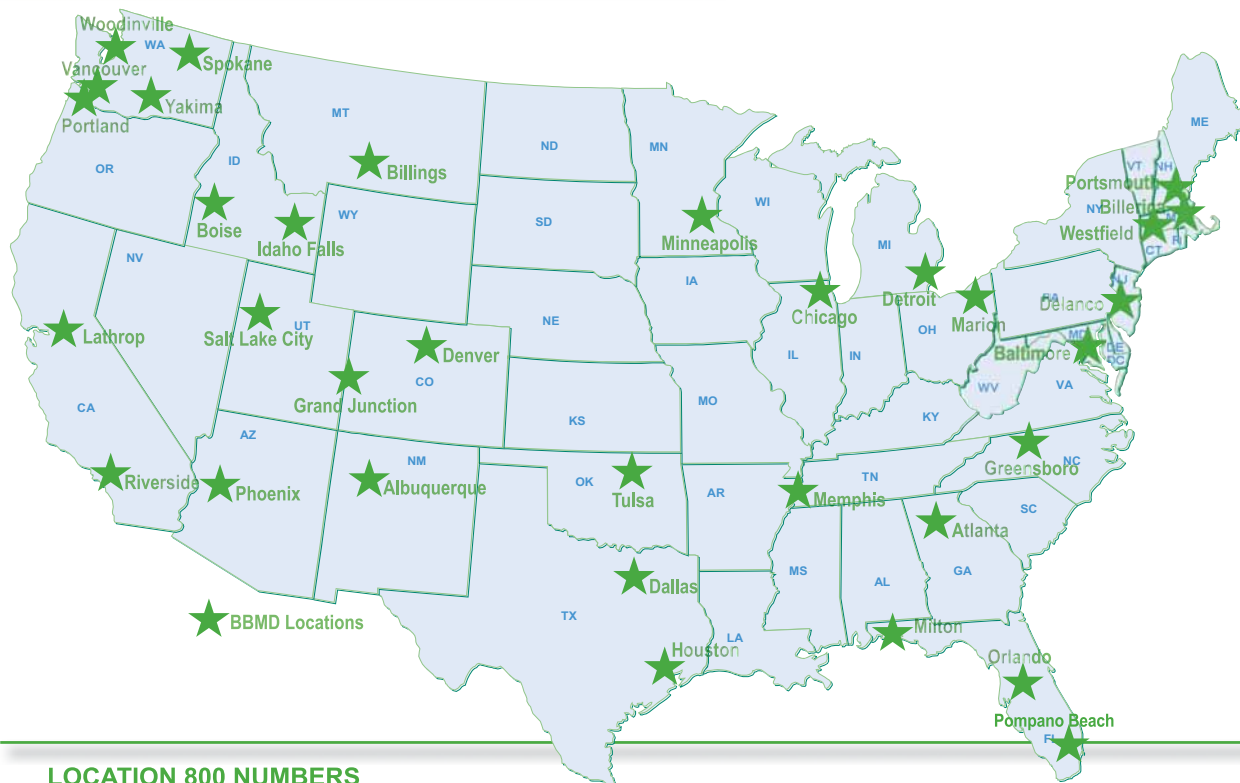 Woodinville
WA
Spokane
Vancouver
Yakima
Portland
MT
ND
MN
ME
OR
ID
Billings
VT
NH
Portsmouth
WI
Boise
WY
SD
NY
Billerica
Idaho Falls
Minneapolis
MI
Westfield
NV
CT
RI
IA
NJ
Detroit
Delanco
PA
Chicago
Marion
Lathrop
Salt Lake City
UT
NE
OH
MD
Denver
IL
IN
Baltimore
DE
DC
CO
WV
VA
Grand Junction
CA
MO
KS
KY
AZ
NM
NC
Greensboro
Riverside
Phoenix
Albuquerque
OK
Tulsa
AR
Memphis
TN
SC
Atlanta
MS
AL
GA
Dallas
BBMD Locations
TX
LA
Milton
Houston
Orlando
Pompano Beach
FL
LOCATION 800 NUMBERS